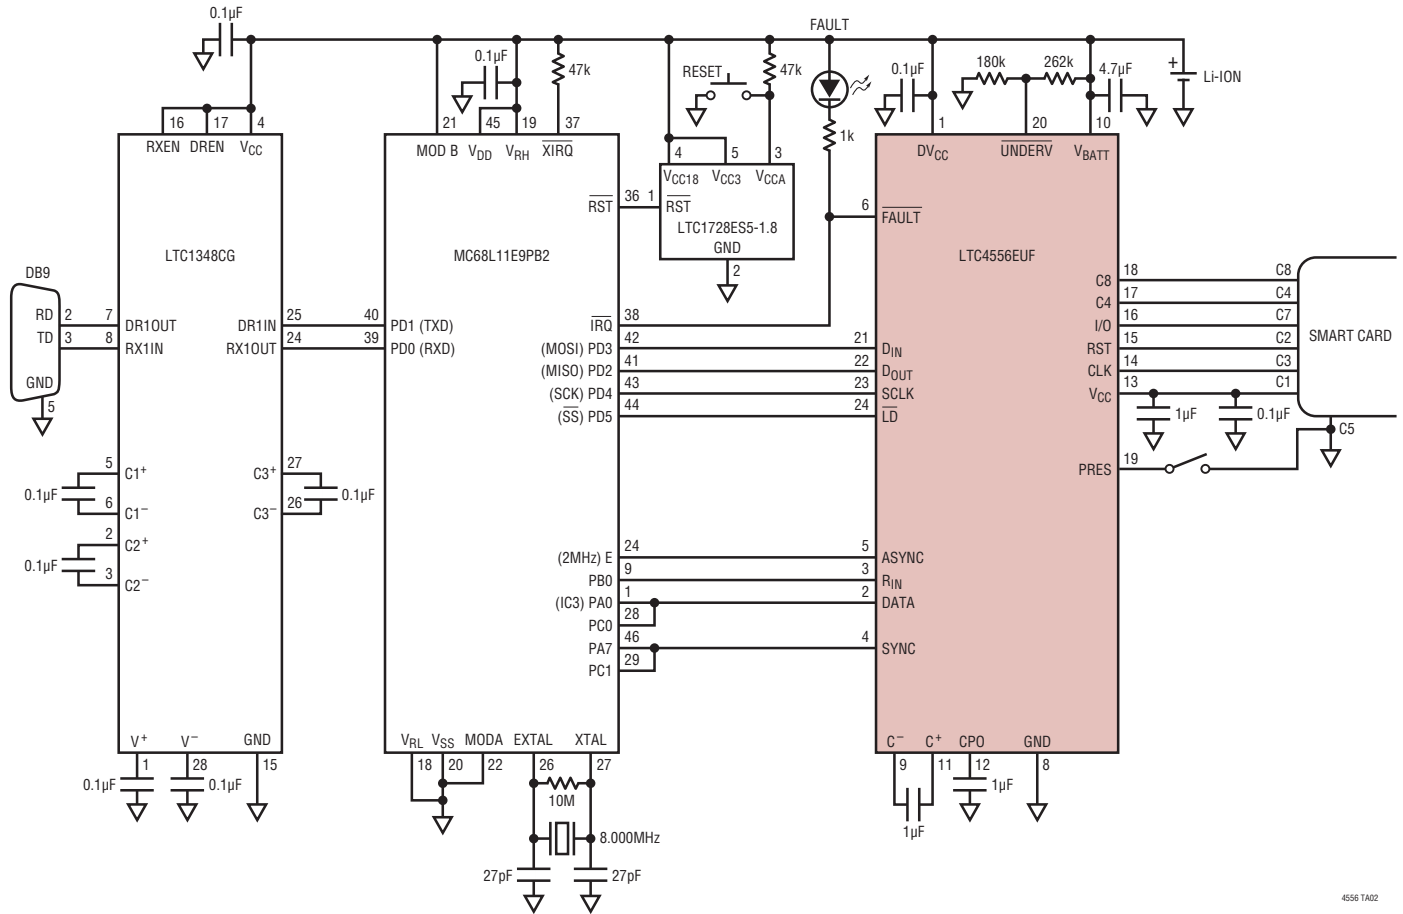 0.1µF
FAULT
0.1µF
47k
RESET
47k
0.1µF
180k
262k
4.7µF
+
Li-ION
1k
16 17 4
RXEN DREN VCC
21 45 19 37
MOD B VDD VRH XIRQ
4 5 3
VCC18 VCC3 VCCA
1 20 10
DVCC UNDERV VBATT
RST 36 1 RST
LTC1728ES5-1.8
GND
2
6
FAULT
LTC1348CG
MC68L11E9PB2
LTC4556EUF
DB9
RD 2 7 DR1OUT
TD 3 8 RX1IN
GND
5
DR1IN 25 40 PD1 (TXD)
RX1OUT 24 39 PD0 (RXD)
IRQ 38
(MOSI) PD3 42 21 DIN
(MISO) PD2 41 22 DOUT
(SCK) PD4 43 23 SCLK
(SS) PD5 44 24 LD
C8 18 C8
C4 17 C4
I/O 16 C7
RST 15 C2
CLK 14 C3
VCC 13 C1
SMART CARD
1µF
0.1µF
C5
PRES 19
5 C1+
0.1µF
6 C1–
2 C2+
0.1µF
3 C2–
C3+ 27
0.1µF
C3– 26
(2MHz) E 24 5 ASYNC
PB0 9 3 RIN
(IC3) PA0 1 2 DATA
PC0 28
PA7 46 4 SYNC
PC1 29
V+ V– GND
1 28 15
0.1µF 0.1µF
VRL VSS MODA EXTAL XTAL
18 20 22 26 27
10M
8.000MHz
27pF 27pF
C– C+ CPO GND
9 11 12 8
1µF
1µF
4556 TA02